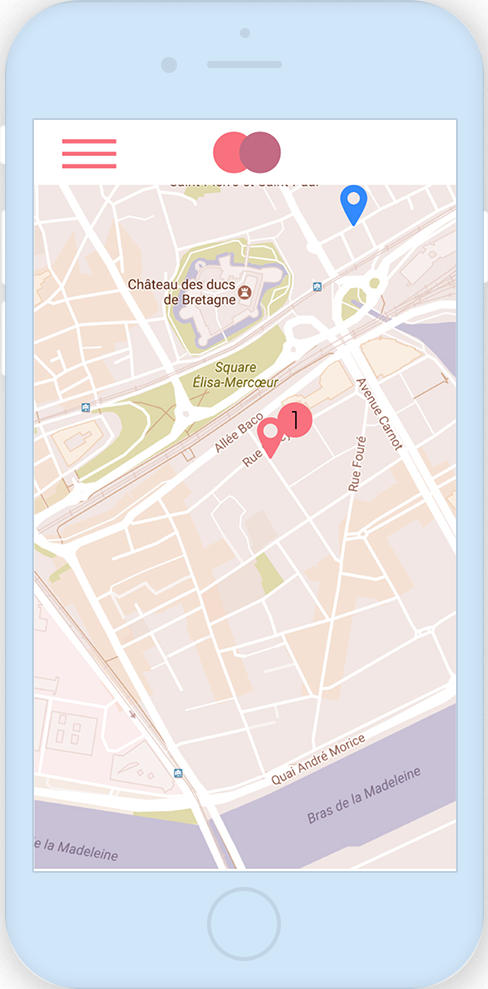 Château des ducs
de Bretagne
Square
Élisa-Mercœur
Allée Baco
1
Rue
Avenue Carnot
Rue Fouré
Quai André Morice
Bras de la Madeleine
de la Madeleine